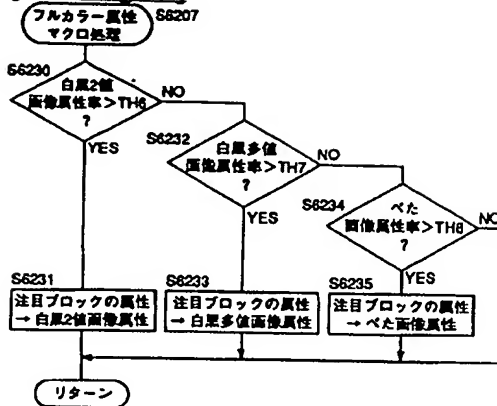 フルカラー属性
マクロ処理
S6207
S6230
白黒2値
画像属性率>TH6
?
NO
YES
S6232
白黒多値
画像属性率>TH7
?
NO
YES
S6234
べた
画像属性率>TH8
?
NO
YES
S6231
注目ブロックの属性
→ 白黒2値画像属性
S6233
注目ブロックの属性
→ 白黒多値画像属性
S6235
注目ブロックの属性
→ べた画像属性
リターン